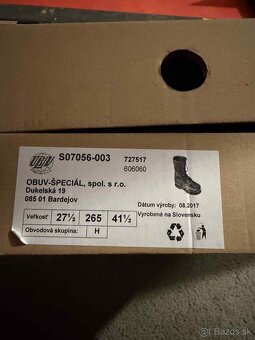 S07056-003
727517
606060
OBUV-ŠPECIÁL, spol. s r.o.
Dukelská 19
085 01 Bardejov
Dátum výroby: 08.2017
Veľkosť 27½ 265 41½
Vyrobené na Slovensku
Obvodová skupina: H
© Bazar.sk